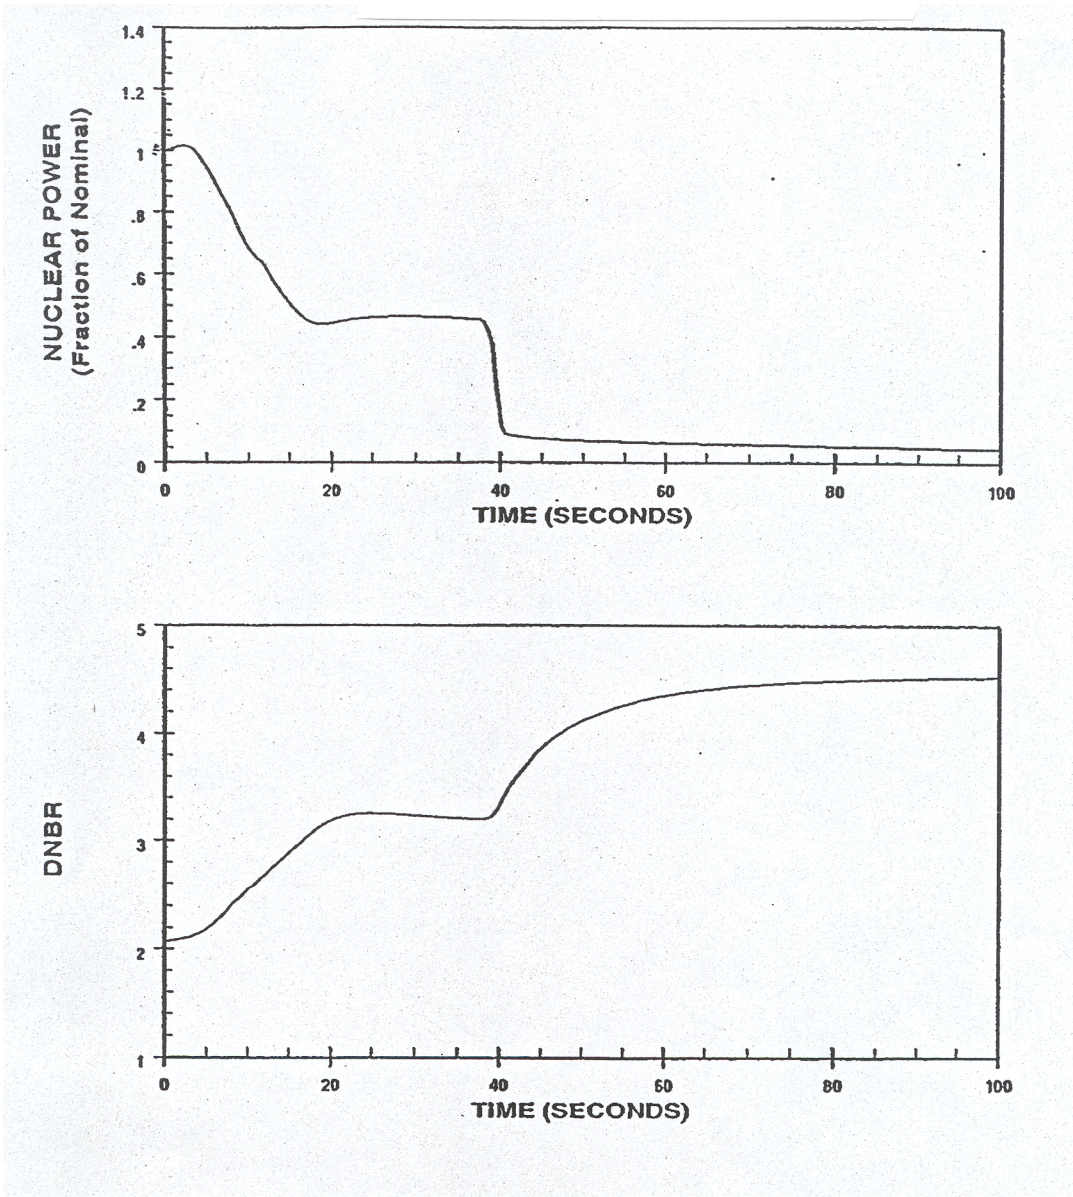 NUCLEAR POWER
(Fraction of Nominal)
1.4
1.2
1
.8
.6
.4
.2
0
0 20 40 60 80 100
TIME (SECONDS)
DNBR
5
4
3
2
1
0 20 40 60 80 100
TIME (SECONDS)